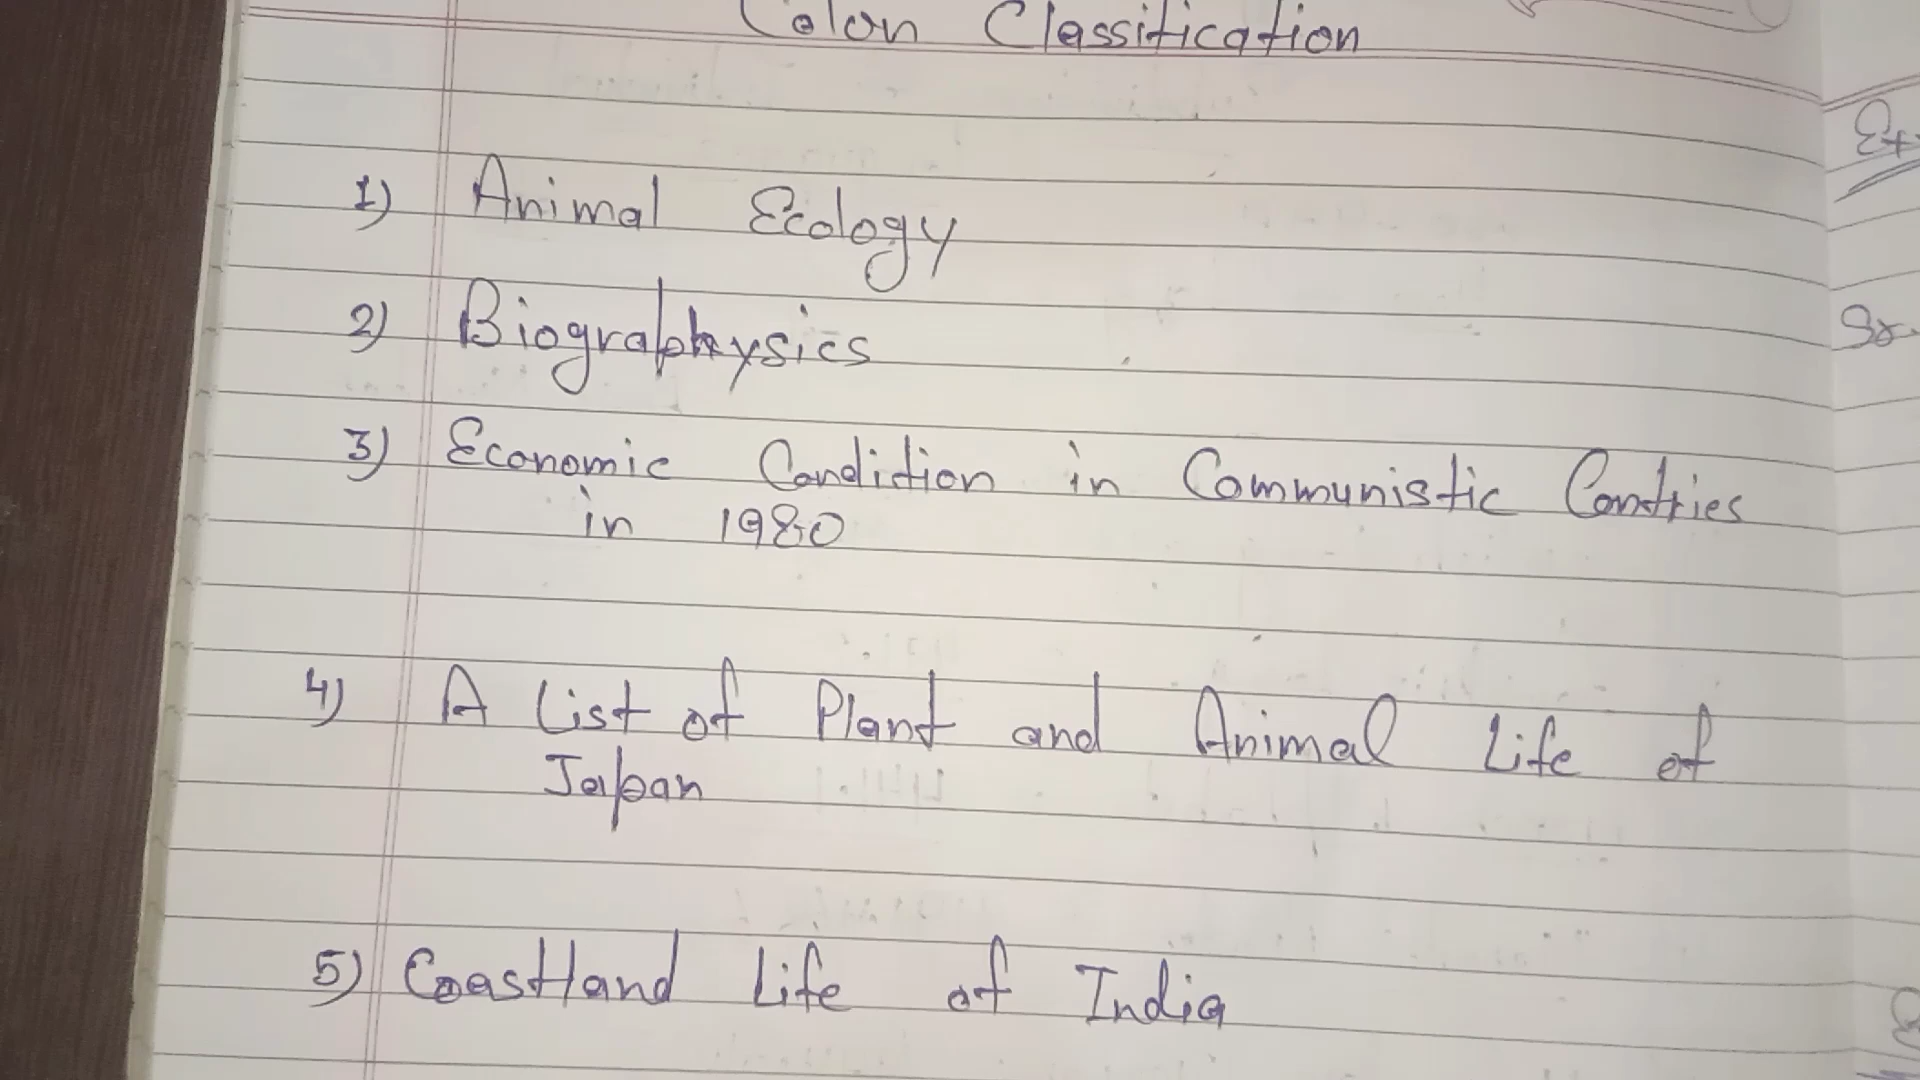 Colon Classification
1) Animal Ecology
2) Biographysics
3) Economic Condition in Communistic Contries
in 1980
4) A List of Plant and Animal Life of
Japan
5) Coastland Life of India